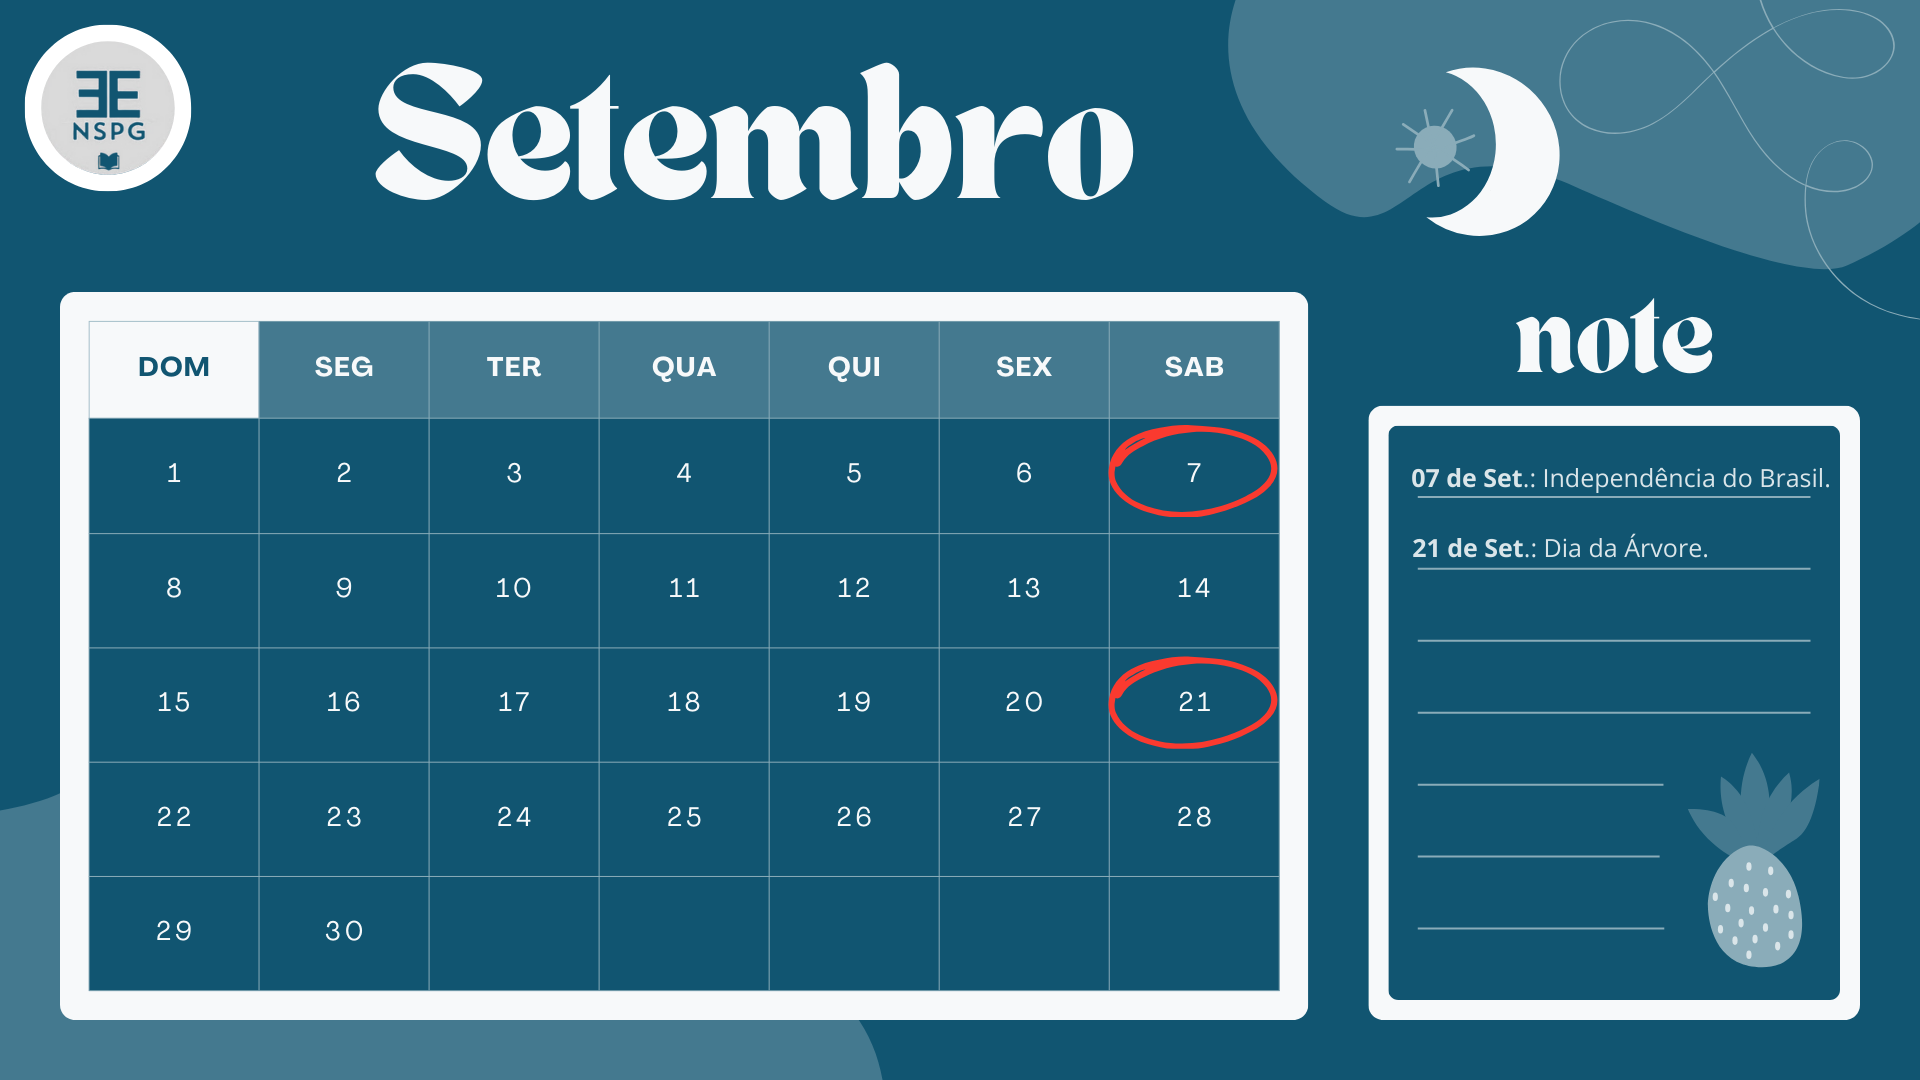 ƎE
NSPG
Setembro
DOM SEG TER QUA QUI SEX SAB
1 2 3 4 5 6 7
8 9 10 11 12 13 14
15 16 17 18 19 20 21
22 23 24 25 26 27 28
29 30
note
07 de Set.: Independência do Brasil.
21 de Set.: Dia da Árvore.